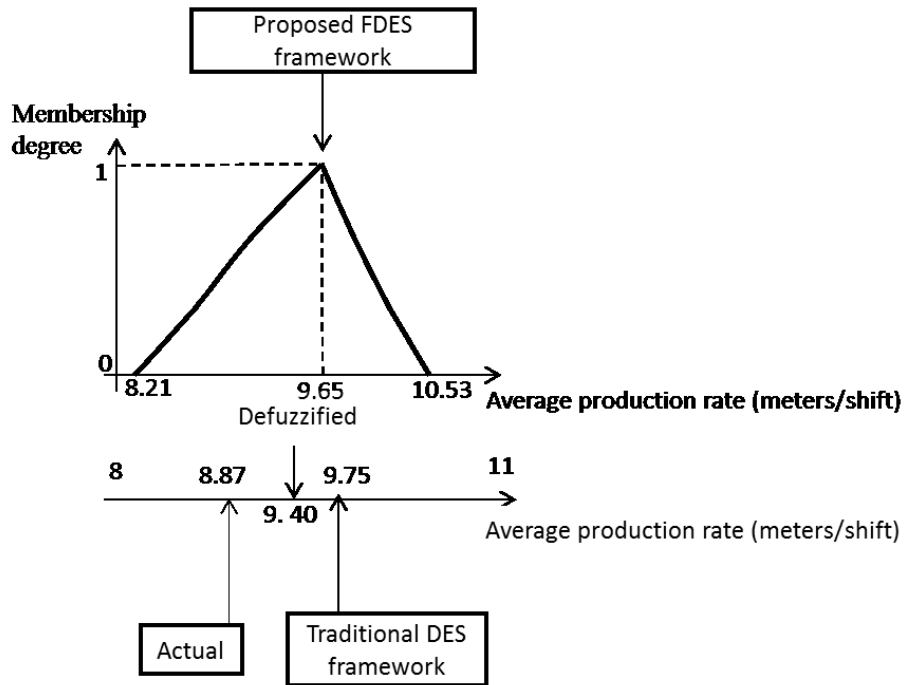 Proposed FDES
framework
Membership
degree
1
0
8.21
9.65
10.53
Average production rate (meters/shift)
Defuzzified
8
8.87
9.75
11
9. 40
Average production rate (meters/shift)
Actual
Traditional DES
framework